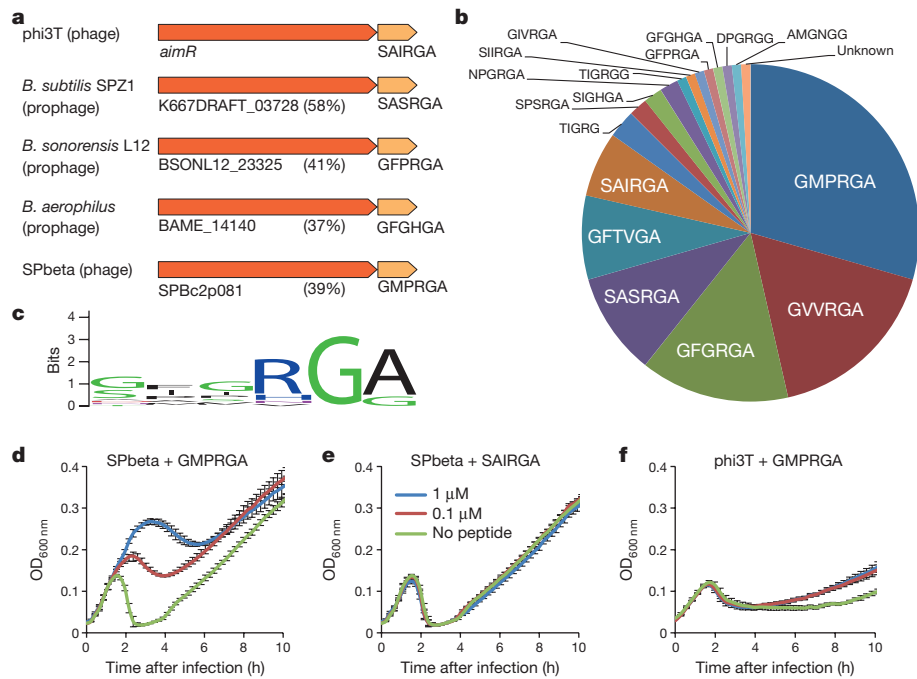 a
phi3T (phage)
aimR
SAIRGA
B. subtilis SPZ1
(prophage)
K667DRAFT_03728 (58%)
SASRGA
B. sonorensis L12
(prophage)
BSONL12_23325 (41%)
GFPRGA
B. aerophilus
(prophage)
BAME_14140 (37%)
GFGHGA
SPbeta (phage)
SPBc2p081 (39%)
GMPRGA
b
GIVRGA
SIIRGA
NPGRGA
TIGRGG
SPSRGA
SIGHGA
TIGRG
GFGHGA
GFPRGA
DPGRGG
AMGNGG
Unknown
GMPRGA
GVVRGA
GFGRGA
SASRGA
GFTVGA
SAIRGA
c
Bits
4
3
2
1
0
RGA
G
S
G
G
d
SPbeta + GMPRGA
OD600 nm
0.4
0.3
0.2
0.1
0
0 2 4 6 8 10
Time after infection (h)
e
SPbeta + SAIRGA
1 μM
0.1 μM
No peptide
OD600 nm
0.4
0.3
0.2
0.1
0
0 2 4 6 8 10
Time after infection (h)
f
phi3T + GMPRGA
OD600 nm
0.4
0.3
0.2
0.1
0
0 2 4 6 8 10
Time after infection (h)